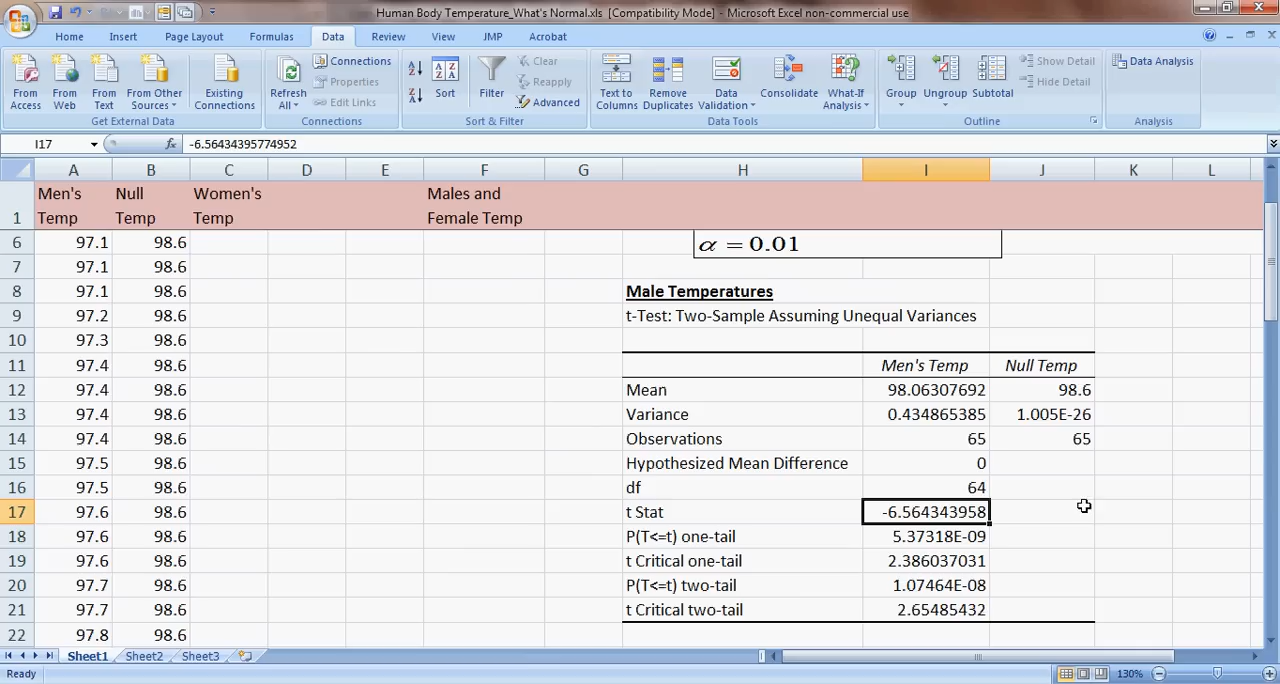 Human Body Temperature_What's Normal.xls [Compatibility Mode] - Microsoft Excel non-commercial use
Home Insert Page Layout Formulas Data Review View JMP Acrobat
From Access
From Web
From Text
From Other Sources
Existing Connections
Get External Data
Refresh All
Connections
Properties
Edit Links
Connections
Sort
Filter
Clear
Reapply
Advanced
Sort & Filter
Text to Columns
Remove Duplicates
Data Validation
Consolidate
What-If Analysis
Data Tools
Group
Ungroup
Subtotal
Show Detail
Hide Detail
Outline
Data Analysis
Analysis
I17 fx -6.56434395774952
A B C D E F G H I J K L
Men's Null Women's Males and
1 Temp Temp Temp Female Temp
6 97.1 98.6 α = 0.01
7 97.1 98.6
8 97.1 98.6 Male Temperatures
9 97.2 98.6 t-Test: Two-Sample Assuming Unequal Variances
10 97.3 98.6
11 97.4 98.6 Men's Temp Null Temp
12 97.4 98.6 Mean 98.06307692 98.6
13 97.4 98.6 Variance 0.434865385 1.005E-26
14 97.4 98.6 Observations 65 65
15 97.5 98.6 Hypothesized Mean Difference 0
16 97.5 98.6 df 64
17 97.6 98.6 t Stat -6.564343958
18 97.6 98.6 P(T<=t) one-tail 5.37318E-09
19 97.6 98.6 t Critical one-tail 2.386037031
20 97.7 98.6 P(T<=t) two-tail 1.07464E-08
21 97.7 98.6 t Critical two-tail 2.65485432
22 97.8 98.6
Sheet1 Sheet2 Sheet3
Ready 130%